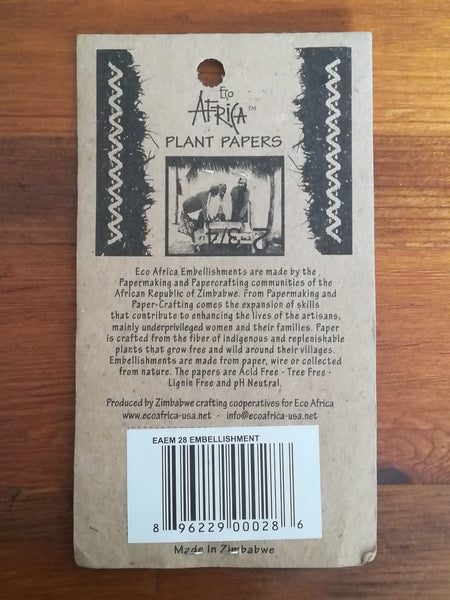 Eco
AFRICA™
PLANT PAPERS
Eco Africa Embellishments are made by the
Papermaking and Papercrafting communities of the
African Republic of Zimbabwe. From Papermaking and
Paper-Crafting comes the expansion of skills
that contribute to enhancing the lives of the artisans,
mainly underprivileged women and their families. Paper
is crafted from the fiber of indigenous and replenishable
plants that grow free and wild around their villages.
Embellishments are made from paper, wire or collected
from nature. The papers are Acid Free - Tree Free -
Lignin Free and pH Neutral.
Produced by Zimbabwe crafting cooperatives for Eco Africa
www.ecoafrica-usa.net - info@ecoafrica-usa.net
EAEM 28 EMBELLISHMENT
8 96229 00028 6
Made In Zimbabwe